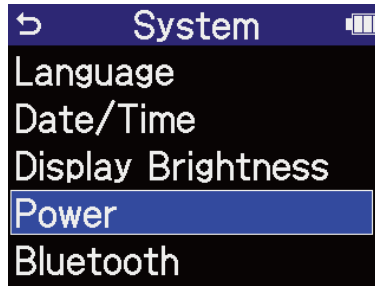 System
Language
Date/Time
Display Brightness
Power
Bluetooth